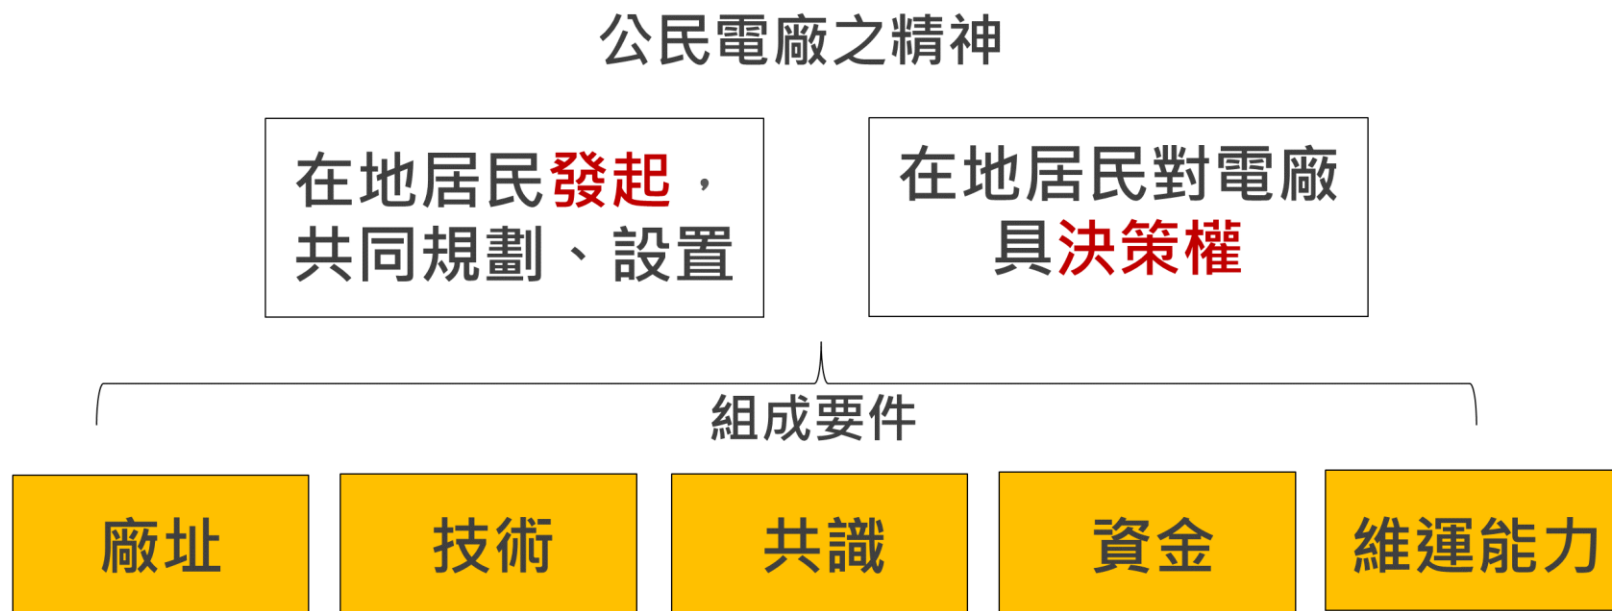 公民電廠之精神
在地居民發起，
共同規劃、設置
在地居民對電廠
具決策權
組成要件
廠址
技術
共識
資金
維運能力